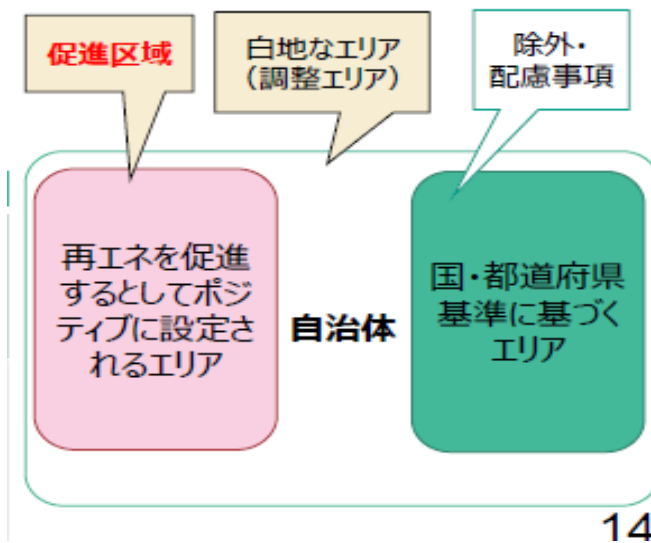 促進区域
白地なエリア
（調整エリア）
除外・
配慮事項
再エネを促進
するとしてポジ
ティブに設定さ
れるエリア
自治体
国・都道府県
基準に基づく
エリア
14